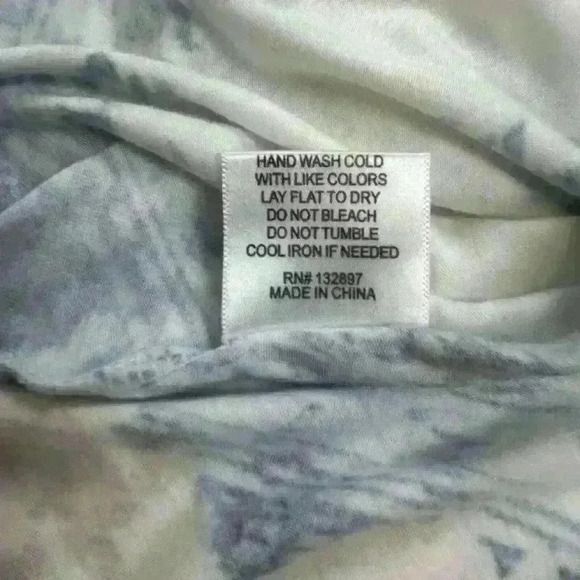 HAND WASH COLD
WITH LIKE COLORS
LAY FLAT TO DRY
DO NOT BLEACH
DO NOT TUMBLE
COOL IRON IF NEEDED
RN# 132897
MADE IN CHINA